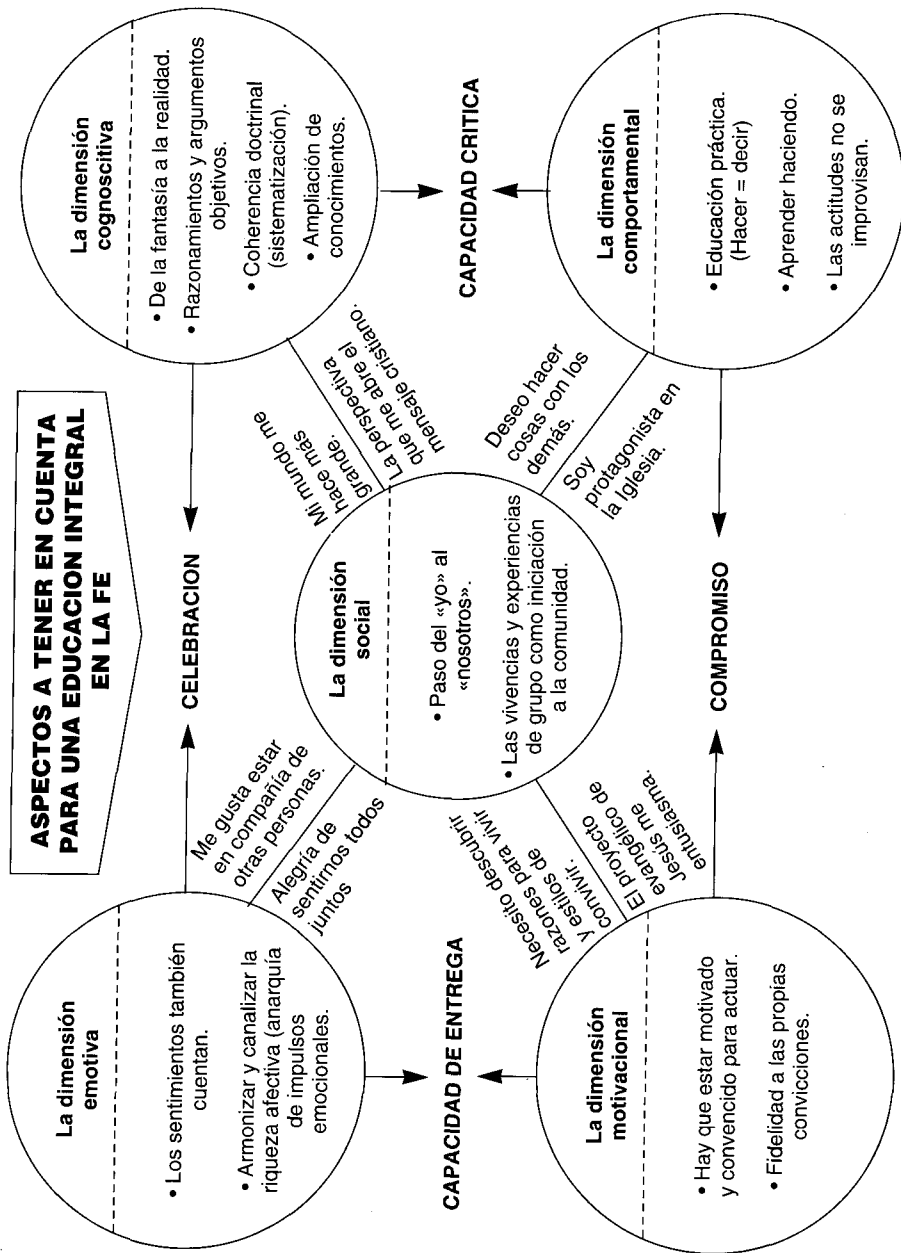 ASPECTOS A TENER EN CUENTA
PARA UNA EDUCACION INTEGRAL
EN LA FE
La dimensión
emotiva
• Los sentimientos también
cuentan.
• Armonizar y canalizar la
riqueza afectiva (anarquía
de impulsos
emocionales.
CELEBRACION
La dimensión
cognoscitiva
• De la fantasía a la realidad.
• Razonamientos y argumentos
objetivos.
• Coherencia doctrinal
(sistematización).
• Ampliación de
conocimientos.
Me gusta estar
en compañía de
otras personas.
Alegría de
sentirnos todos
juntos
Mi mundo me
hace más
grande.
La perspectiva
que me abre el
mensaje cristiano.
CAPACIDAD DE ENTREGA
La dimensión
social
• Paso del «yo» al
«nosotros».
• Las vivencias y experiencias
de grupo como iniciación
a la comunidad.
CAPACIDAD CRITICA
Necesito descubrir
razones para vivir
y estilos de
convivir.
El proyecto
evangélico de
Jesús me
entusiasma.
Deseo hacer
cosas con los
demás.
Soy
protagonista en
la Iglesia.
La dimensión
motivacional
• Hay que estar motivado
y convencido para actuar.
• Fidelidad a las propias
convicciones.
COMPROMISO
La dimensión
comportamental
• Educación práctica.
(Hacer = decir)
• Aprender haciendo.
• Las actitudes no se
improvisan.